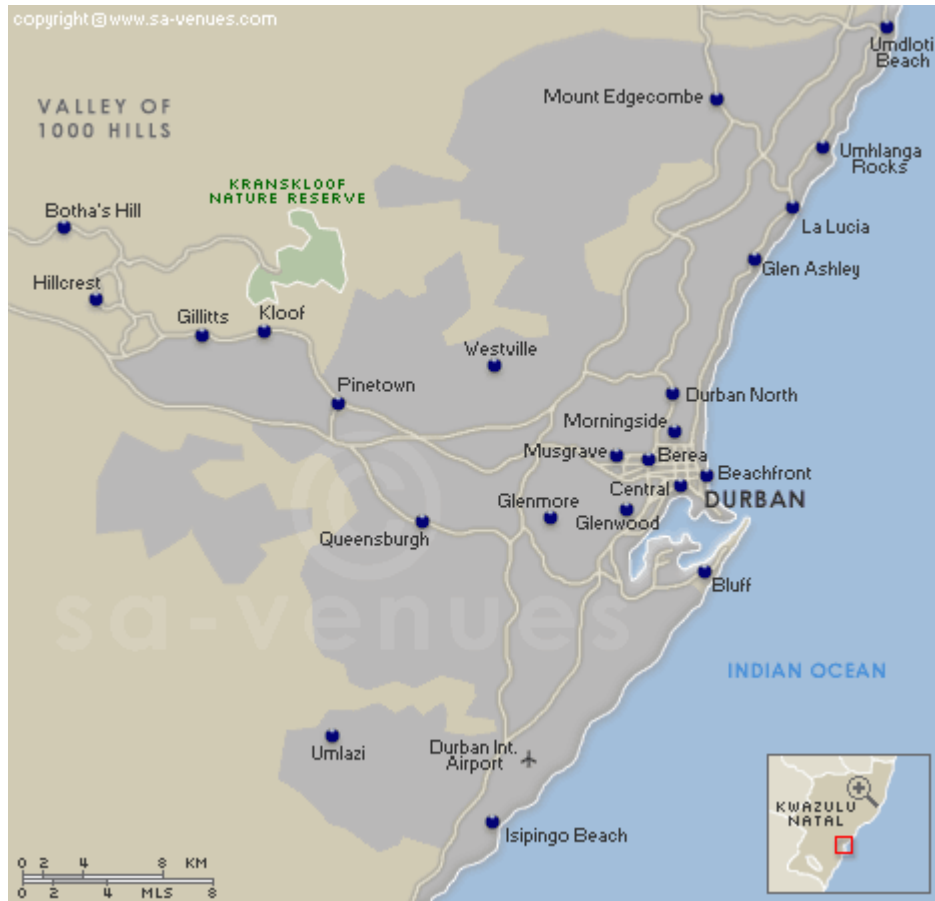 copyright©www.sa-venues.com
Umdloti
Beach
VALLEY OF
1000 HILLS
Mount Edgecombe
Umhlanga
Rocks
KRANSKLOOF
NATURE RESERVE
Botha's Hill
La Lucia
Glen Ashley
Hillcrest
Gillitts
Kloof
Westville
Pinetown
Durban North
Morningside
Musgrave
Berea
Beachfront
Central
DURBAN
Glenmore
Glenwood
Queensburgh
©
Bluff
sa-venues
INDIAN OCEAN
Umlazi
Durban Int.
Airport
KWAZULU
NATAL
Isipingo Beach
0 2 4 8 KM
0 2 4 8
MLS